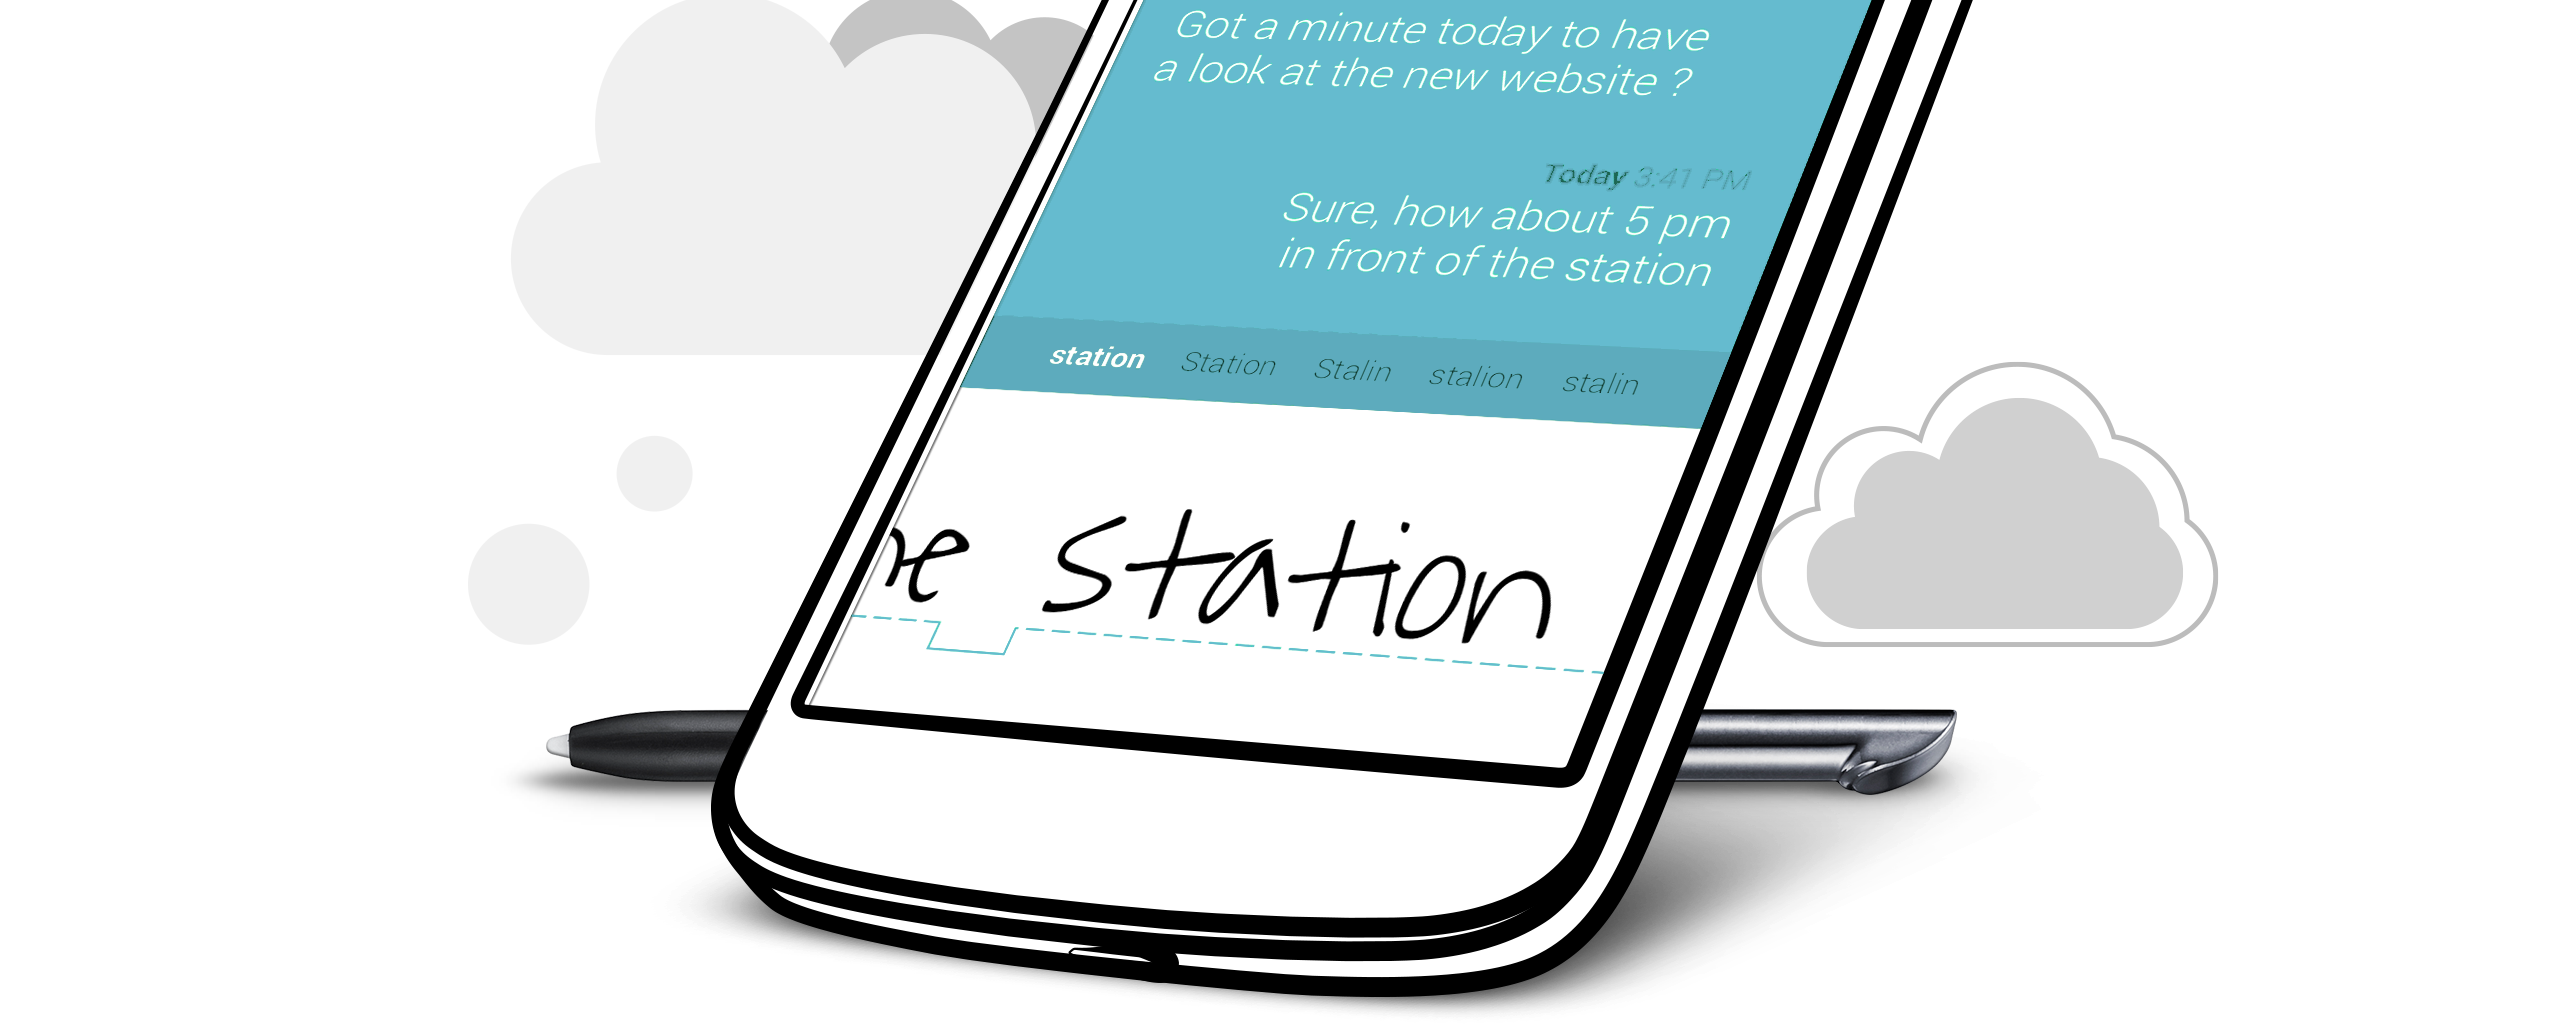 Got a minute today to have
a look at the new website ?
Today 3:41 PM
Sure, how about 5 pm
in front of the station
station Station Stalin stalion stalin
he station